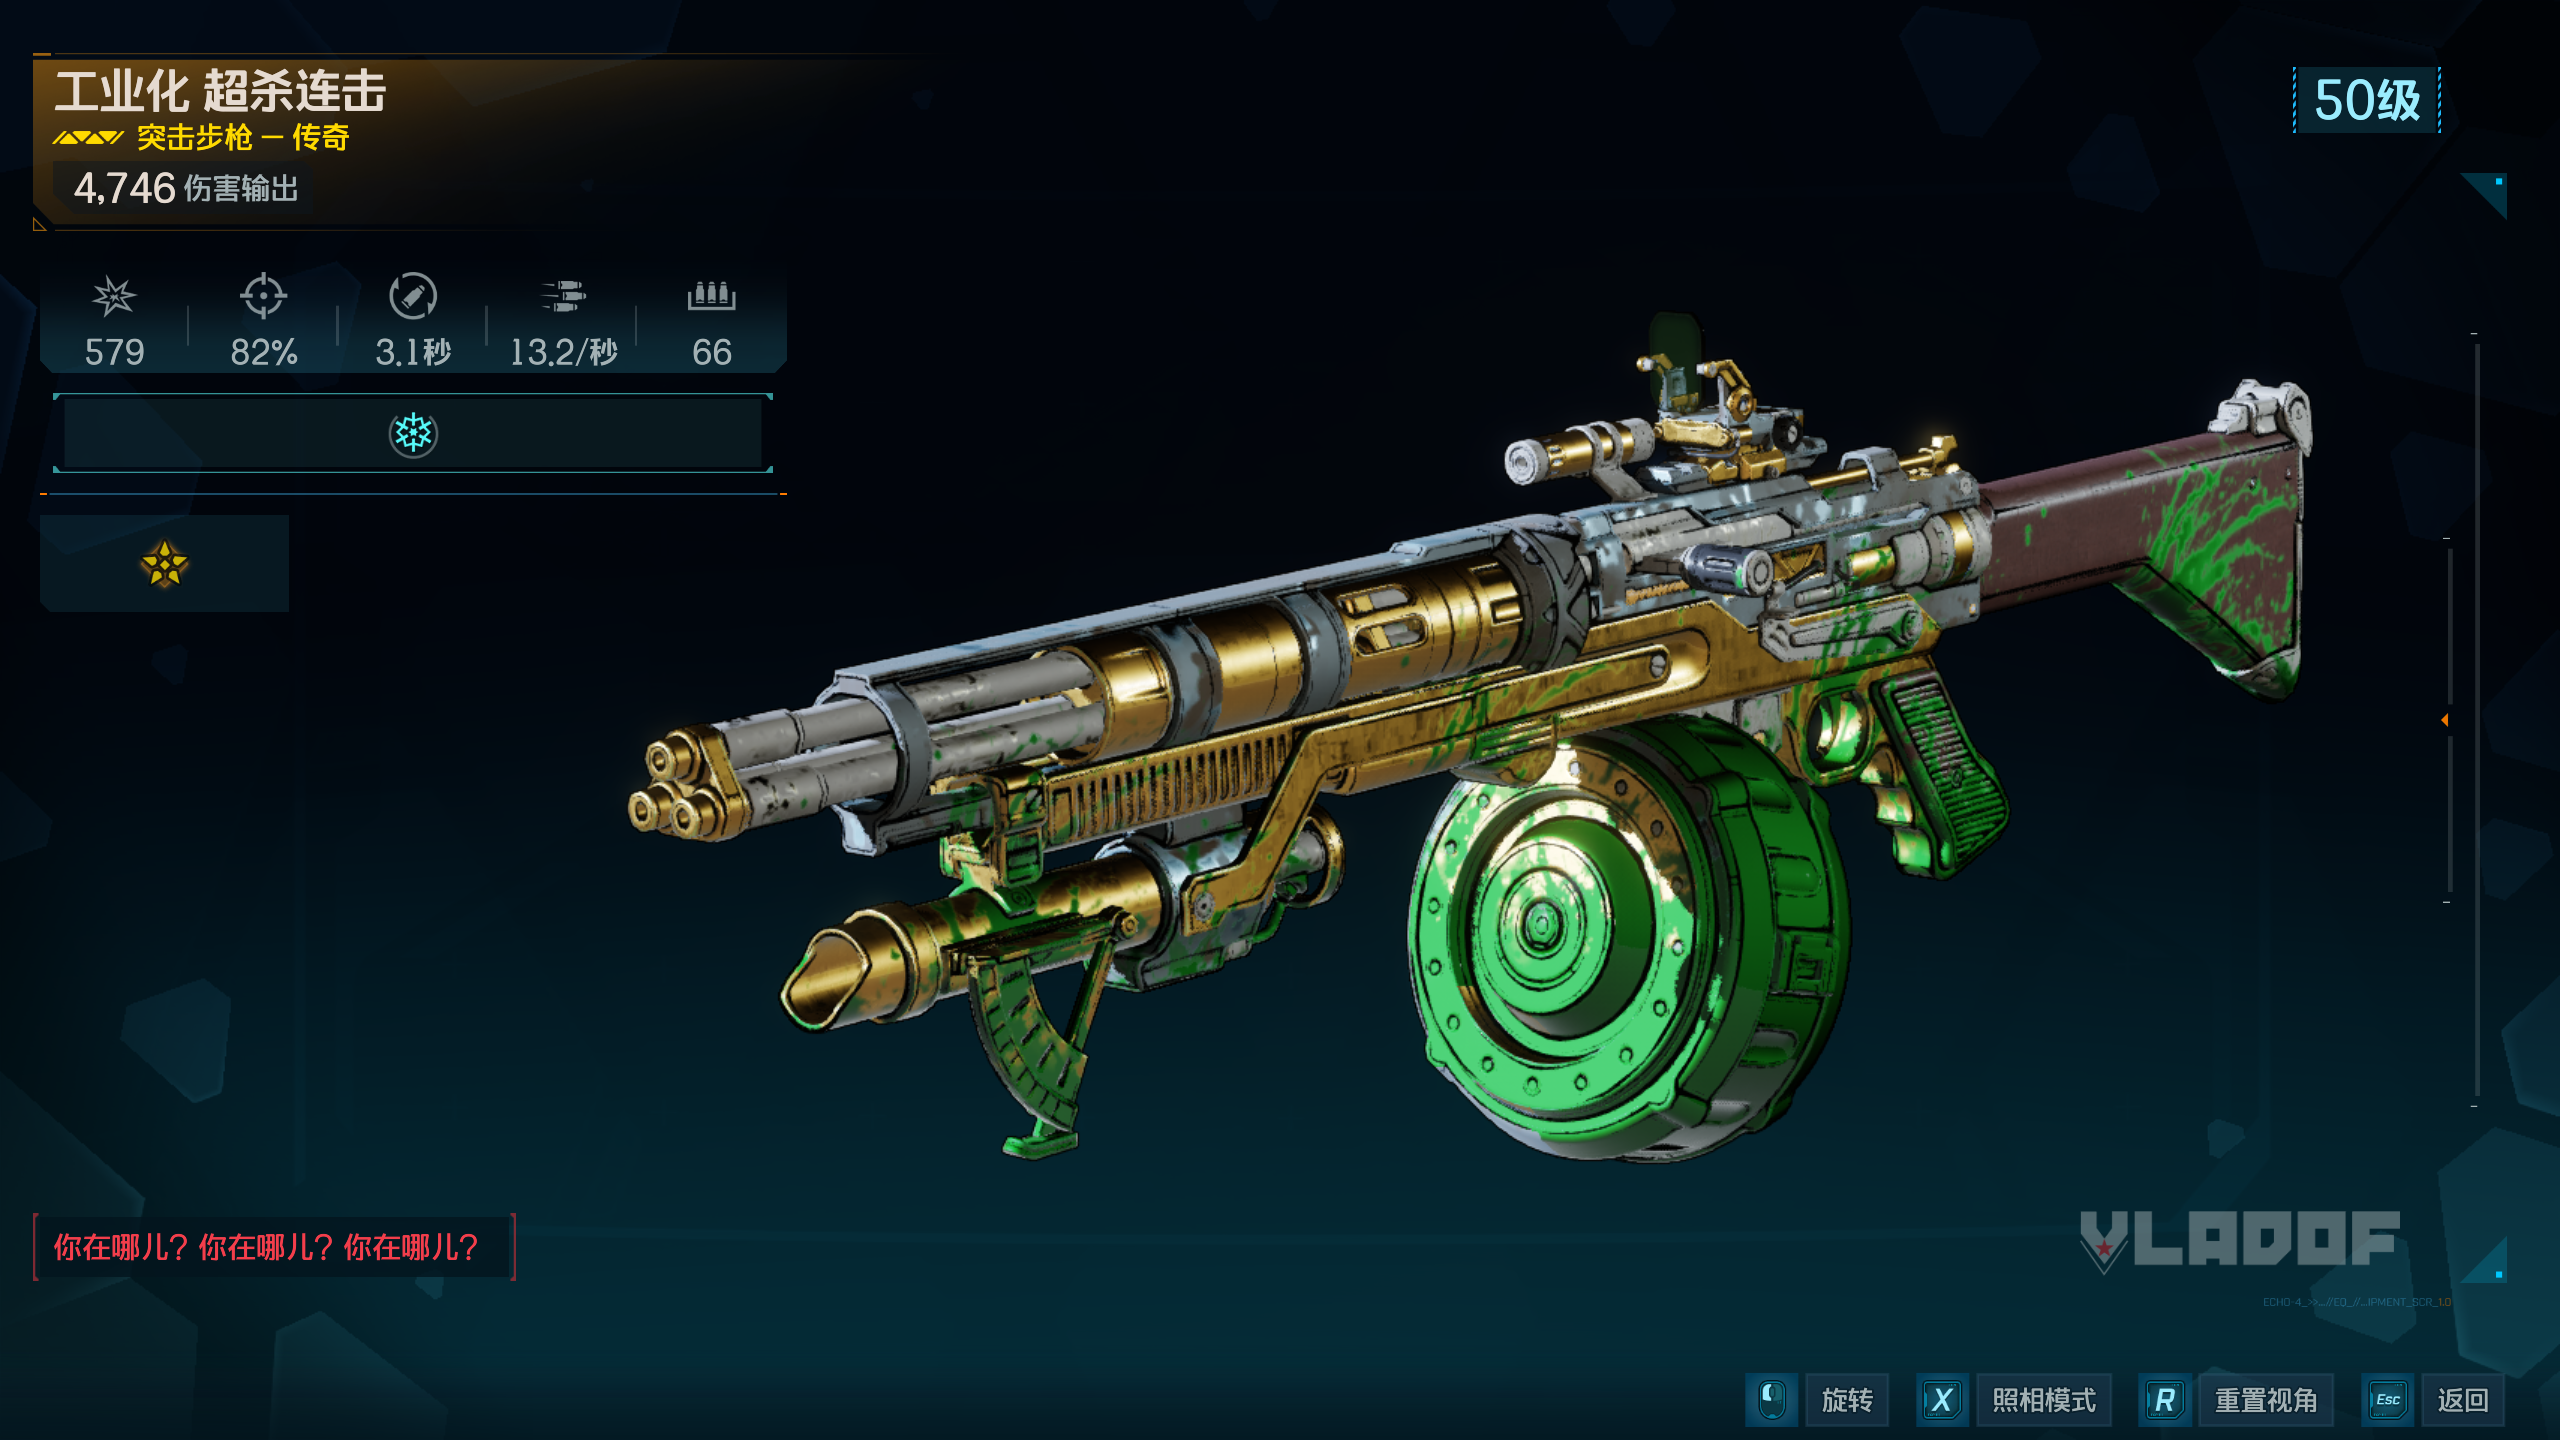 工业化 超杀连击
突击步枪 – 传奇
4,746 伤害输出
50级
579 82% 3.1秒 13.2/秒 66
你在哪儿? 你在哪儿? 你在哪儿?
VLADOF
旋转 X 照相模式 R 重置视角 Esc 返回